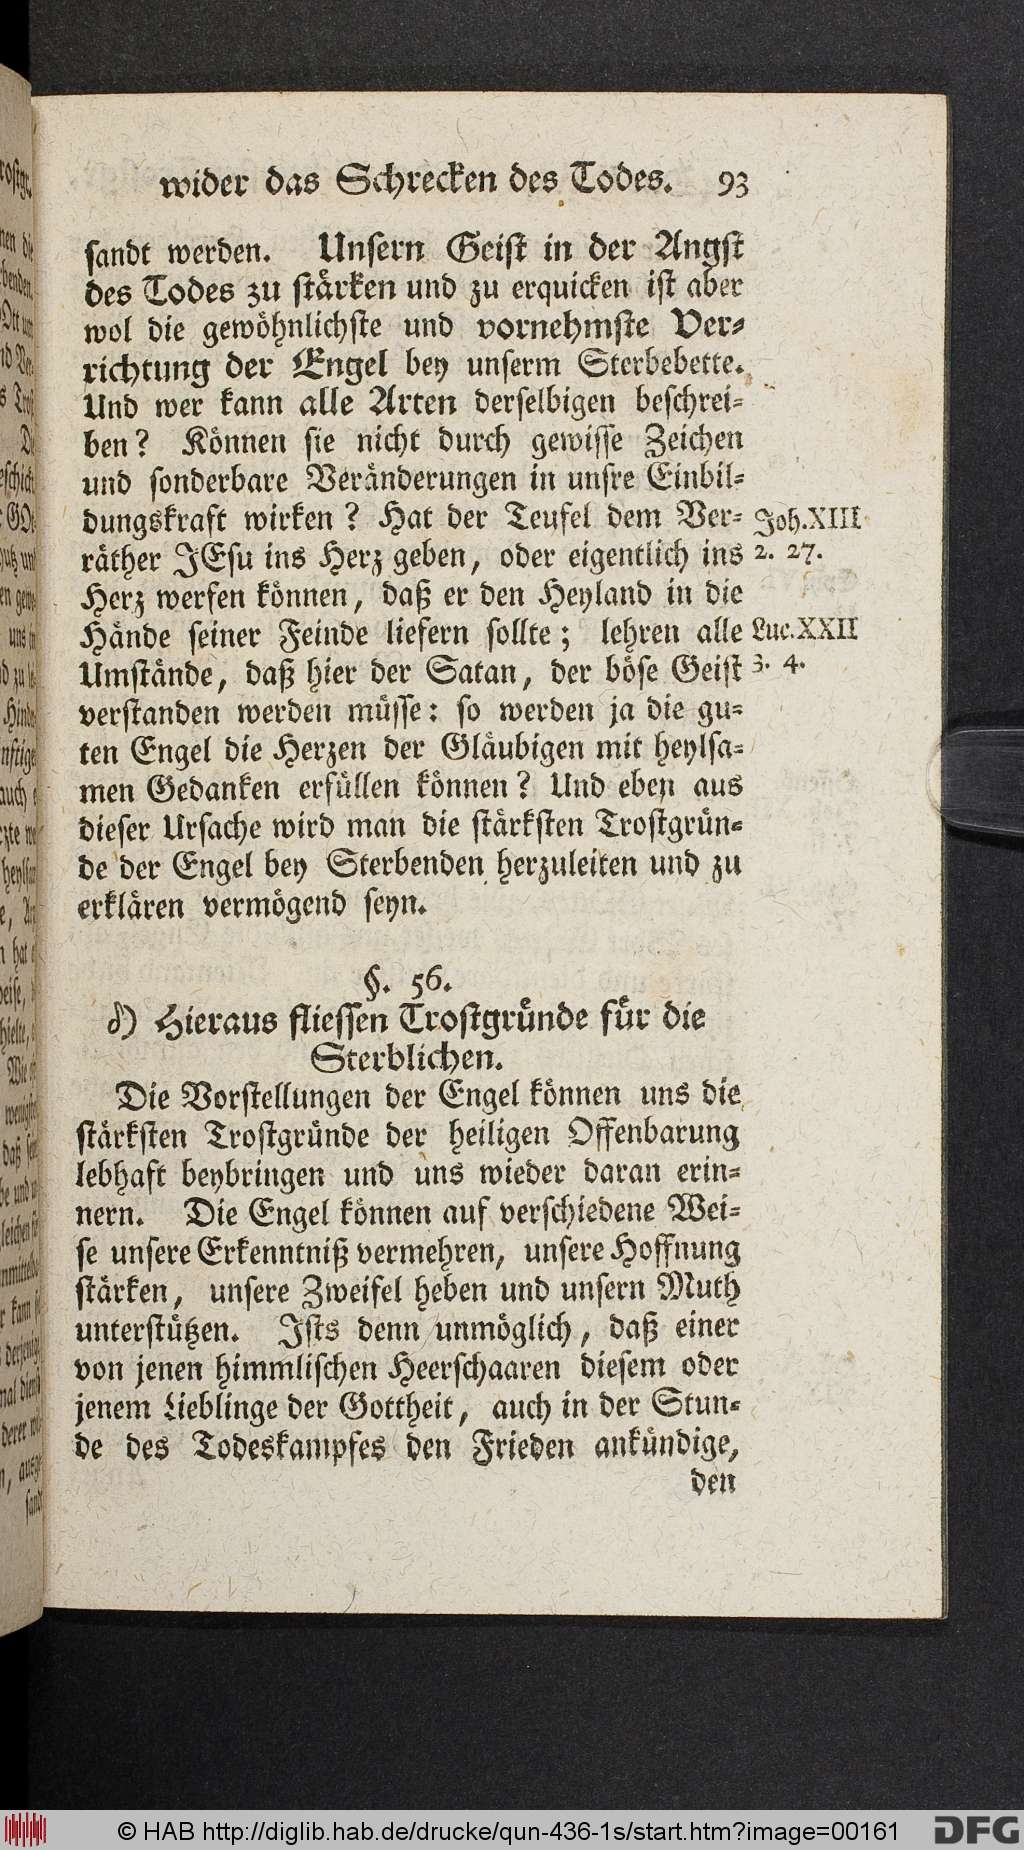 wider das Schrecken des Todes. 93
sandt werden. Unsern Geist in der Angst
des Todes zu stärken und zu erquicken ist aber
wol die gewöhnlichste und vornehmste Ver-
richtung der Engel bey unserm Sterbebette.
Und wer kann alle Arten derselbigen beschrei-
ben? Können sie nicht durch gewisse Zeichen
und sonderbare Veränderungen in unsre Einbil-
dungskraft wirken? Hat der Teufel dem Ver-
räther JEsu ins Herz geben, oder eigentlich ins
Herz werfen können, daß er den Heyland in die
Hände seiner Feinde liefern sollte; lehren alle
Umstände, daß hier der Satan, der böse Geist
verstanden werden müsse: so werden ja die gu-
ten Engel die Herzen der Gläubigen mit heylsa-
men Gedanken erfüllen können? Und eben aus
dieser Ursache wird man die stärksten Trostgrün-
de der Engel bey Sterbenden herzuleiten und zu
erklären vermögend seyn.
Joh. XIII
2. 27.
Luc. XXII
3. 4.
§. 56.
δ) Hieraus fliessen Trostgründe für die
Sterblichen.
Die Vorstellungen der Engel können uns die
stärksten Trostgründe der heiligen Offenbarung
lebhaft beybringen und uns wieder daran erin-
nern. Die Engel können auf verschiedene Wei-
se unsere Erkenntniß vermehren, unsere Hoffnung
stärken, unsere Zweifel heben und unsern Muth
unterstützen. Ists denn unmöglich, daß einer
von jenen himmlischen Heerschaaren diesem oder
jenem Lieblinge der Gottheit, auch in der Stun-
de des Todeskampfes den Frieden ankündige,
den
© HAB http://diglib.hab.de/drucke/qun-436-1s/start.htm?image=00161
DFG